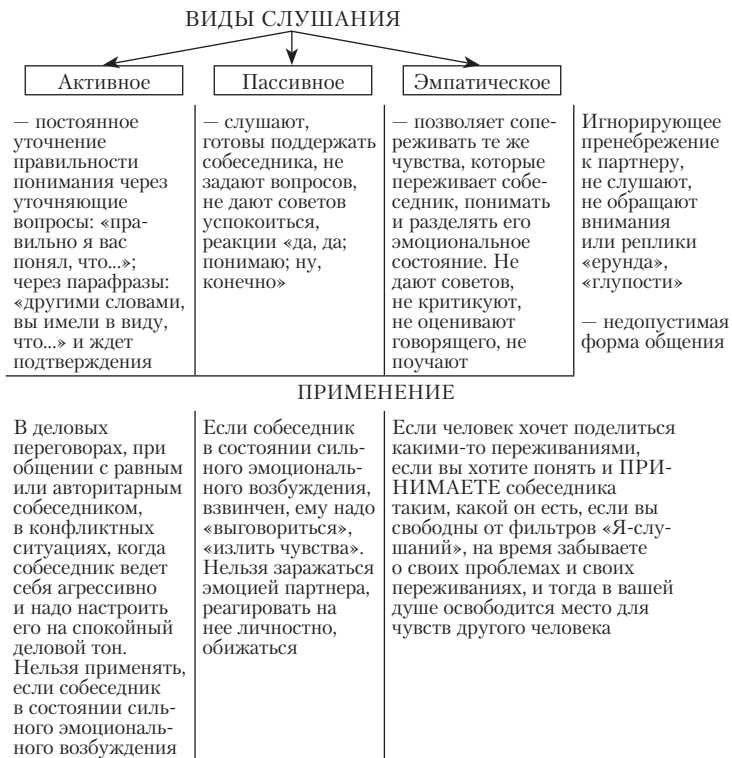 ВИДЫ СЛУШАНИЯ
Активное
Пассивное
Эмпатическое
— постоянное
уточнение
правильности
понимания через
уточняющие
вопросы: «пра-
вильно я вас
понял, что...»;
через парафразы:
«другими словами,
вы имели в виду,
что...» и ждет
подтверждения
— слушают,
готовы поддержать
собеседника, не
задают вопросов,
не дают советов
успокоиться,
реакции «да, да;
понимаю; ну,
конечно»
— позволяет сопе-
реживать те же
чувства, которые
переживает собе-
седник, понимать
и разделять его
эмоциональное
состояние. Не
дают советов,
не критикуют,
не оценивают
говорящего, не
поучают
Игнорирующее
пренебрежение
к партнеру,
не слушают,
не обращают
внимания
или реплики
«ерунда»,
«глупости»
— недопустимая
форма общения
ПРИМЕНЕНИЕ
В деловых
переговорах, при
общении с равным
или авторитарным
собеседником,
в конфликтных
ситуациях, когда
собеседник ведет
себя агрессивно
и надо настроить
его на спокойный
деловой тон.
Нельзя применять,
если собеседник
в состоянии силь-
ного эмоциональ-
ного возбуждения
Если собеседник
в состоянии силь-
ного эмоциональ-
ного возбуждения,
взвинчен, ему надо
«выговориться»,
«излить чувства».
Нельзя заражаться
эмоцией партнера,
реагировать на
нее личностно,
обижаться
Если человек хочет поделиться
какими-то переживаниями,
если вы хотите понять и ПРИ-
НИМАЕТЕ собеседника
таким, какой он есть, если вы
свободны от фильтров «Я-слу-
шаний», на время забываете
о своих проблемах и своих
переживаниях, и тогда в вашей
душе освободится место для
чувств другого человека